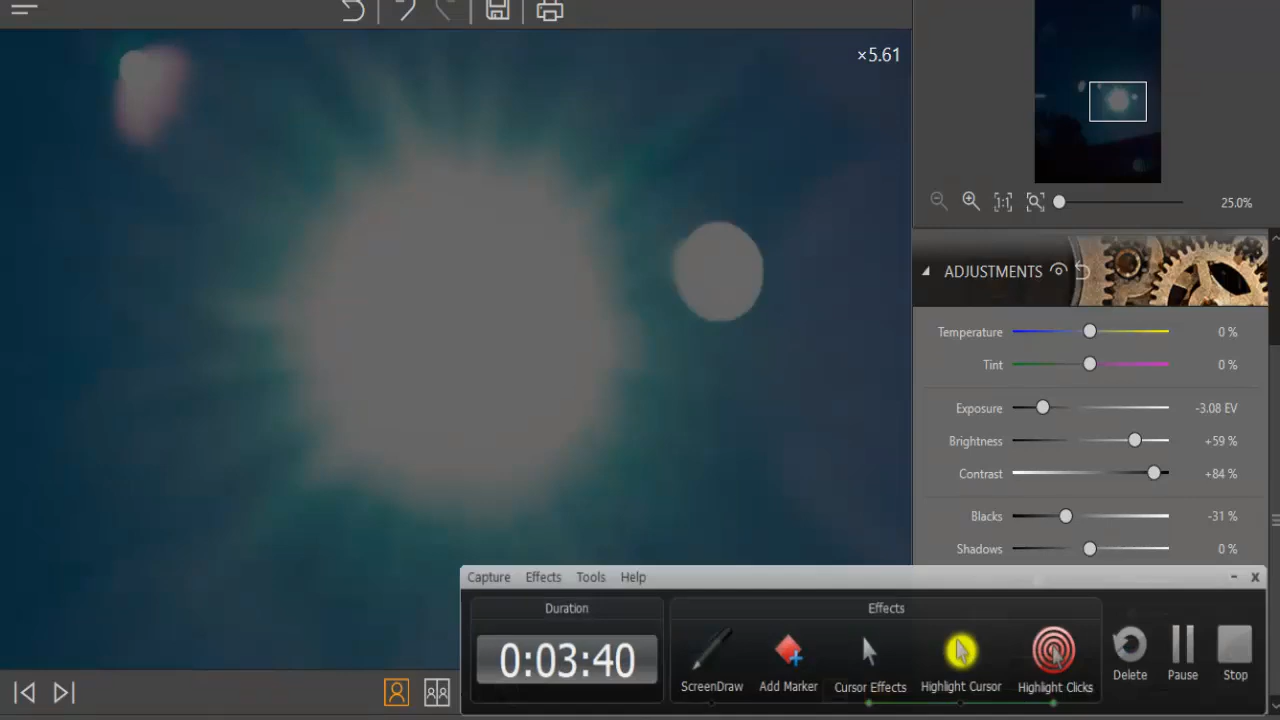 ×5.61
1:1
25.0%
ADJUSTMENTS
Temperature 0 %
Tint 0 %
Exposure -3.08 EV
Brightness +59 %
Contrast +84 %
Blacks -31 %
Shadows 0 %
Capture Effects Tools Help
Duration
Effects
0:03:40
ScreenDraw Add Marker Cursor Effects Highlight Cursor Highlight Clicks
Delete Pause Stop